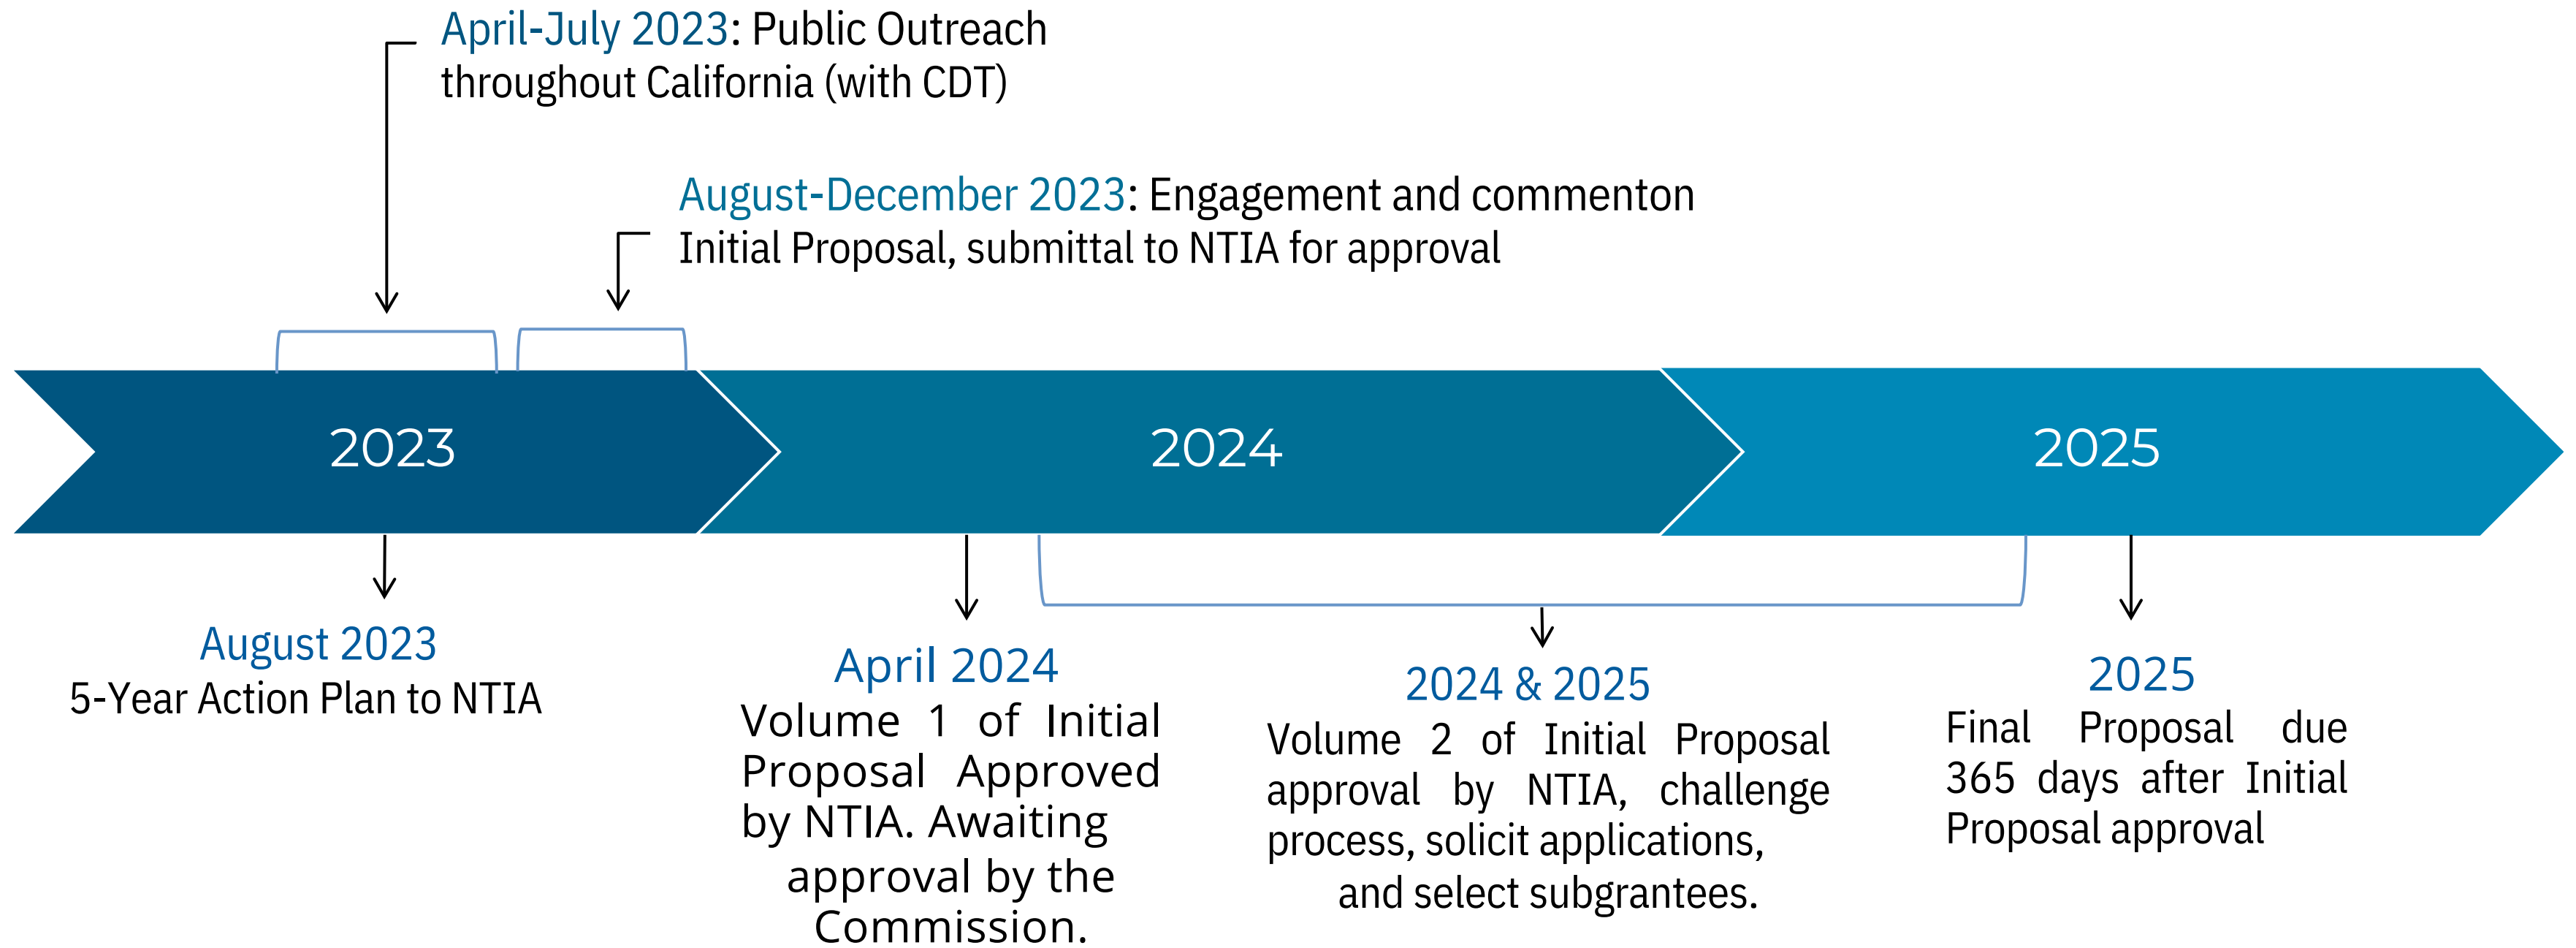 April-July 2023: Public Outreach
throughout California (with CDT)
August-December 2023: Engagement and commenton
Initial Proposal, submittal to NTIA for approval
2023
2024
2025
August 2023
5-Year Action Plan to NTIA
April 2024
Volume 1 of Initial
Proposal Approved
by NTIA. Awaiting
approval by the
Commission.
2024 & 2025
Volume 2 of Initial Proposal
approval by NTIA, challenge
process, solicit applications,
and select subgrantees.
2025
Final Proposal due
365 days after Initial
Proposal approval